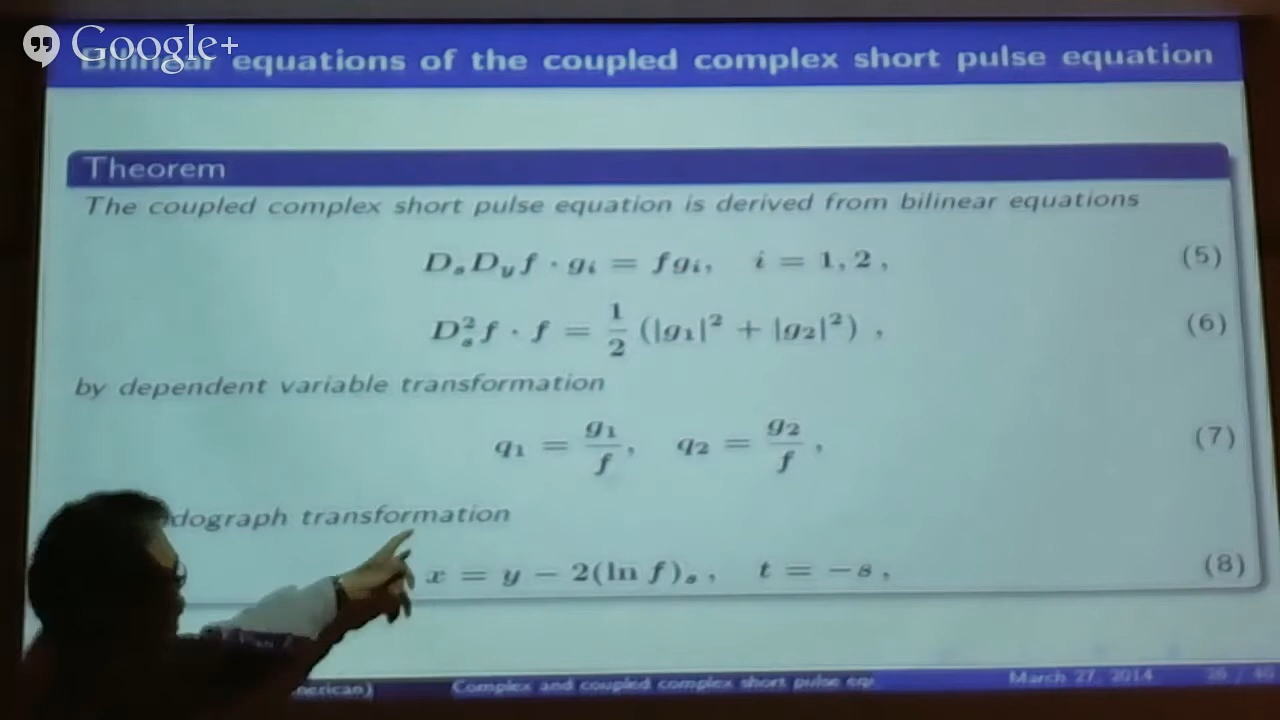 Google+
equations of the coupled complex short pulse equation
Theorem
The coupled complex short pulse equation is derived from bilinear equations
D_s D_y f · g_i = f g_i, i = 1, 2 , (5)
D_s^2 f · f = 1/2 (|g_1|^2 + |g_2|^2) , (6)
by dependent variable transformation
q_1 = g_1/f, q_2 = g_2/f , (7)
dograph transformation
x = y − 2(ln f)_s , t = −s , (8)
nerican) Complex and coupled complex short pulse equ March 27, 2014